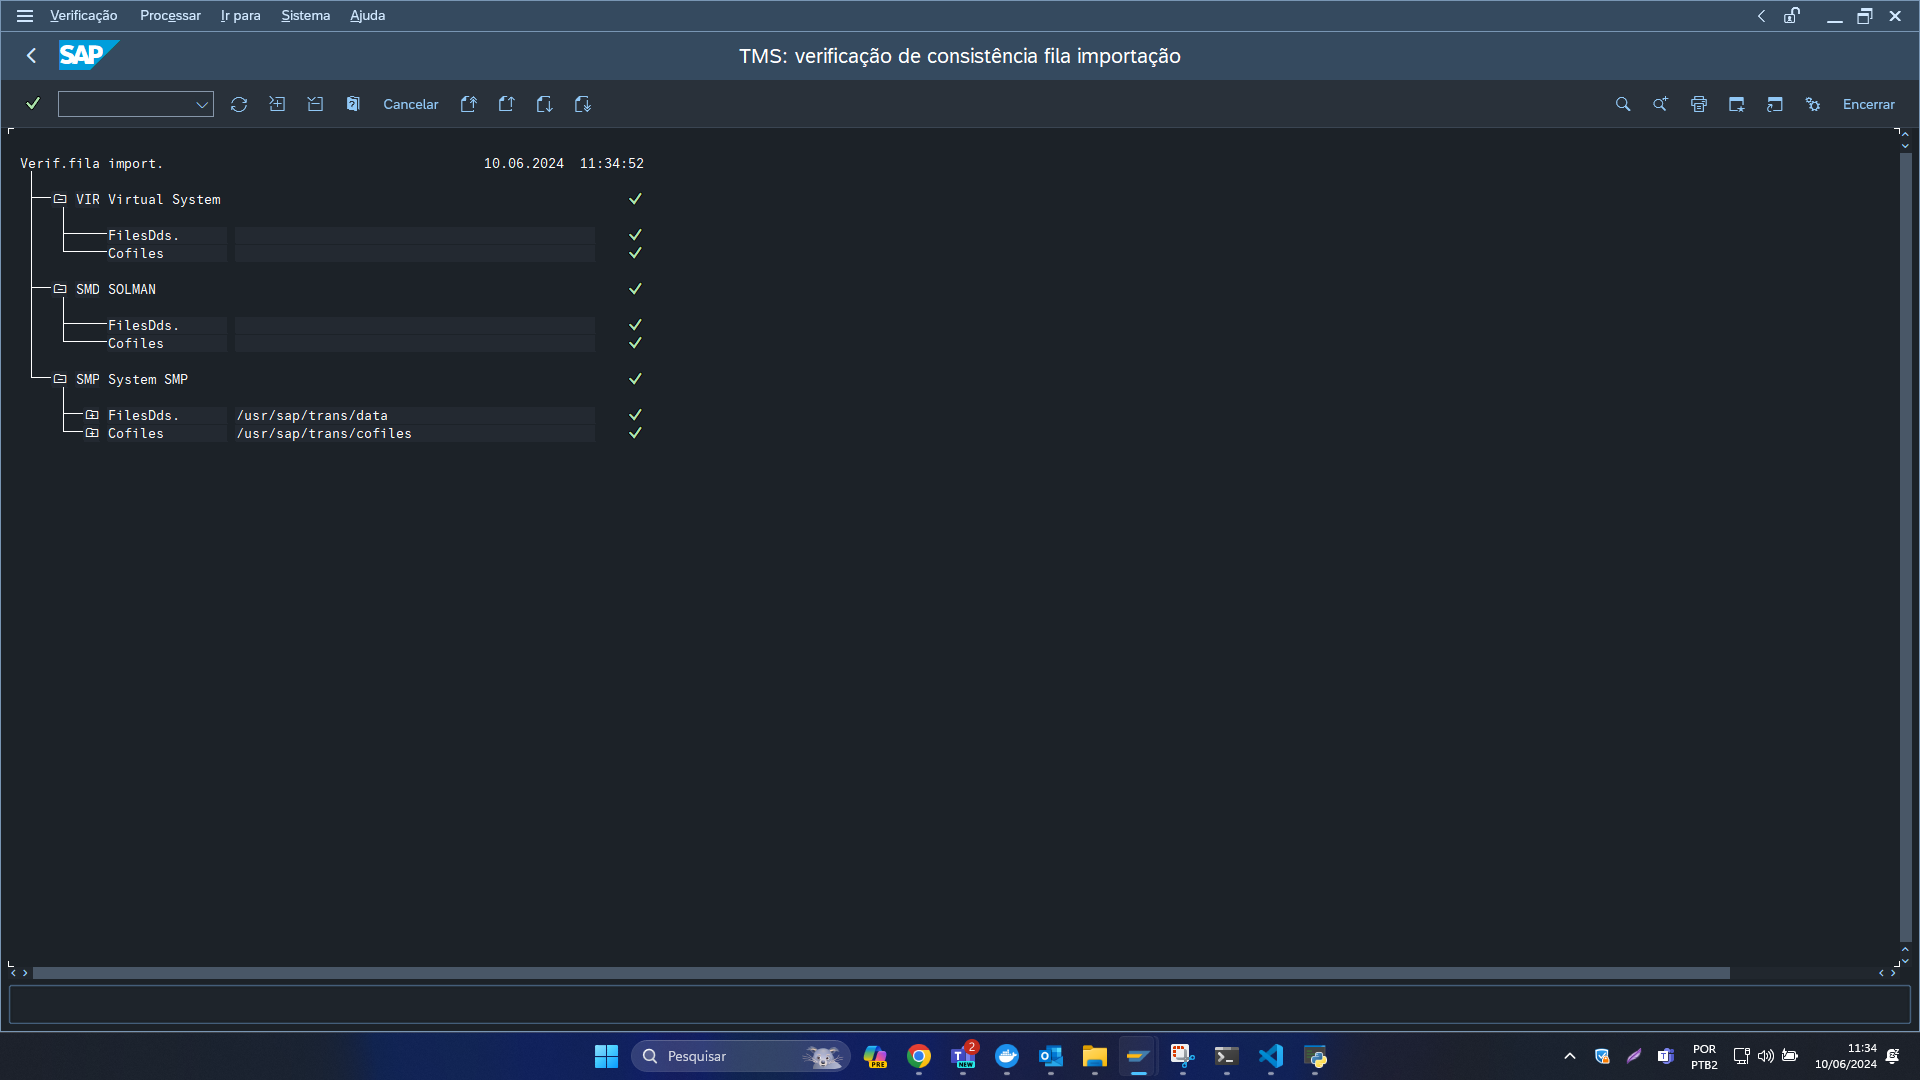 Verificação Processar Ir para Sistema Ajuda
SAP TMS: verificação de consistência fila importação
Cancelar Encerrar
Verif.fila import. 10.06.2024 11:34:52
VIR Virtual System
FilesDds.
Cofiles
SMD SOLMAN
FilesDds.
Cofiles
SMP System SMP
FilesDds. /usr/sap/trans/data
Cofiles /usr/sap/trans/cofiles
Pesquisar PRE NEW 2 POR 11:34
PTB2 10/06/2024